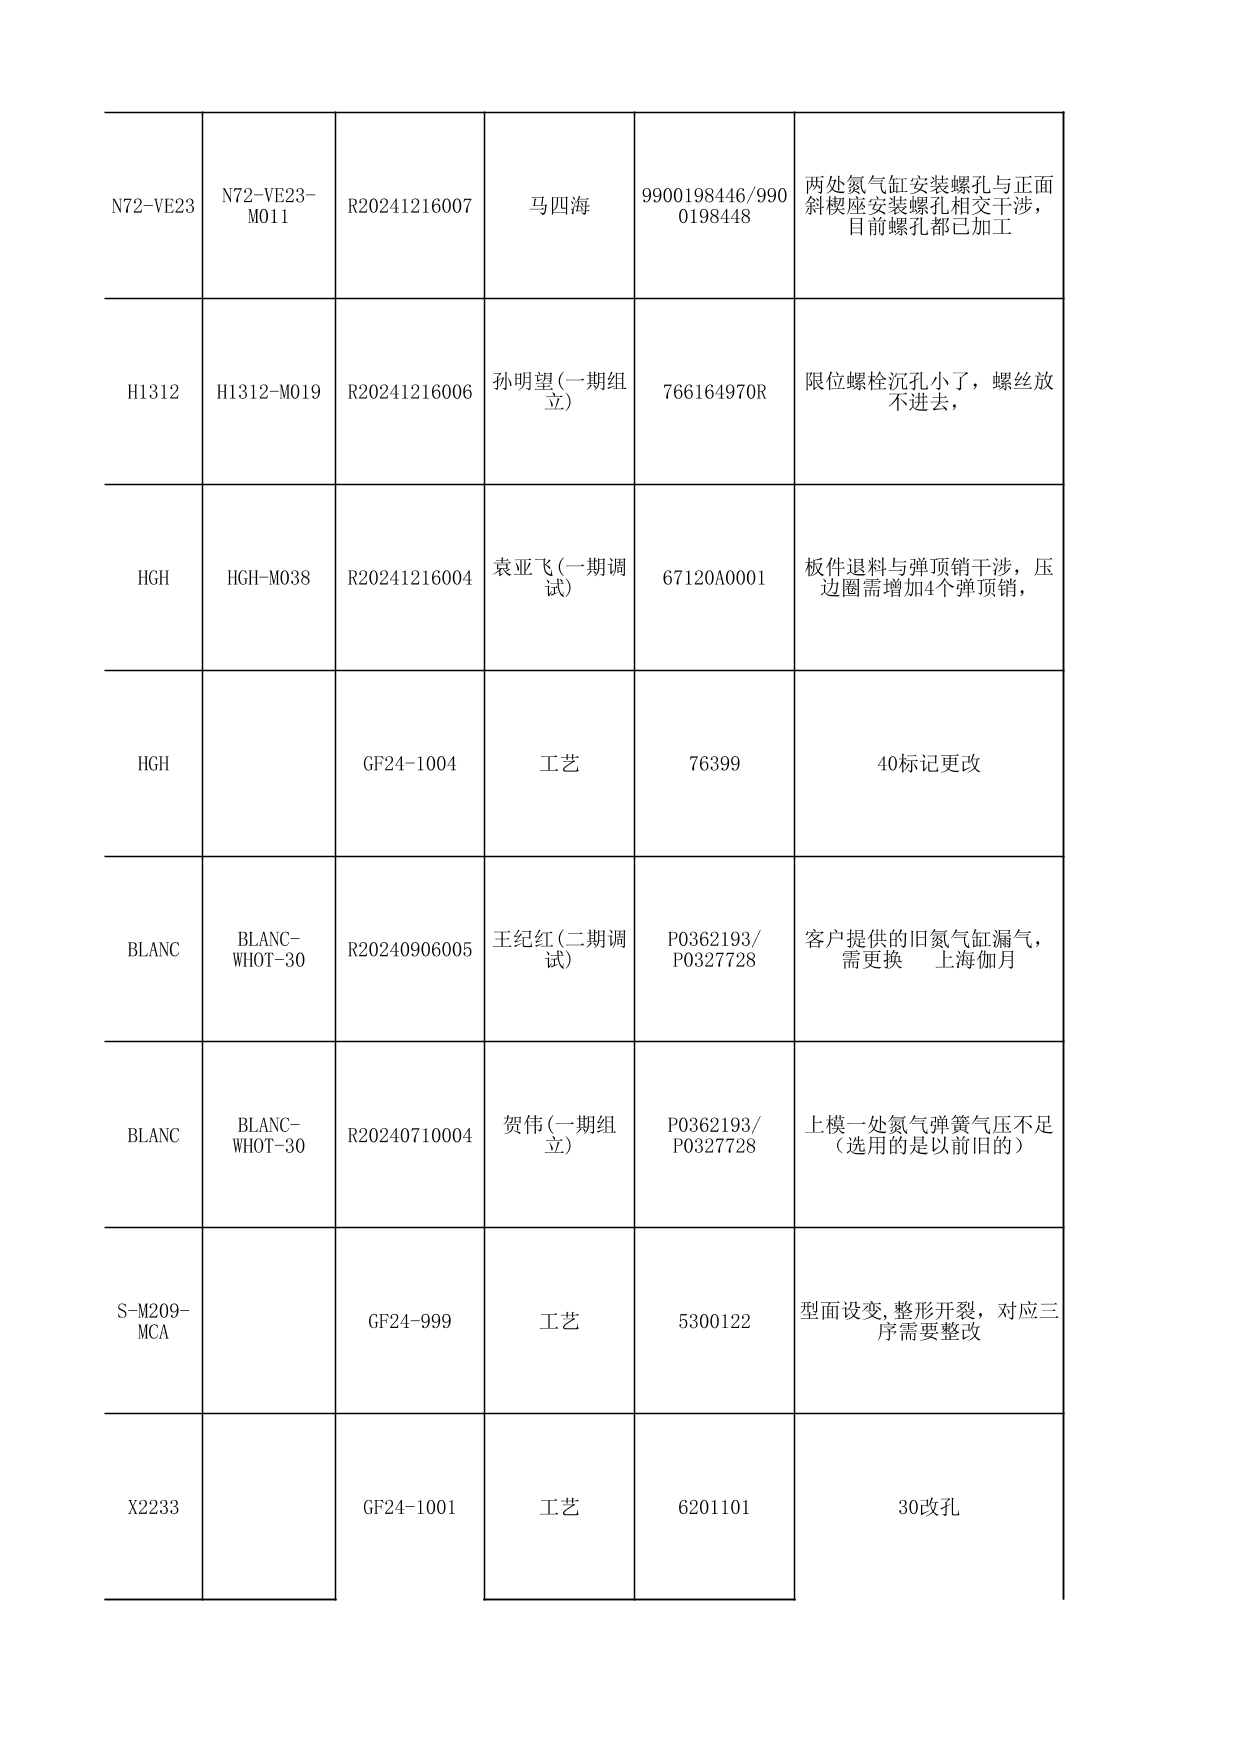 N72-VE23
N72-VE23-
M011
R20241216007
马四海
9900198446/990
0198448
两处氮气缸安装螺孔与正面
斜楔座安装螺孔相交干涉，
目前螺孔都已加工
H1312
H1312-M019
R20241216006
孙明望(一期组
立)
766164970R
限位螺栓沉孔小了，螺丝放
不进去，
HGH
HGH-M038
R20241216004
袁亚飞(一期调
试)
67120A0001
板件退料与弹顶销干涉，压
边圈需增加4个弹顶销，
HGH
GF24-1004
工艺
76399
40标记更改
BLANC
BLANC-
WHOT-30
R20240906005
王纪红(二期调
试)
P0362193/
P0327728
客户提供的旧氮气缸漏气，
需更换   上海伽月
BLANC
BLANC-
WHOT-30
R20240710004
贺伟(一期组
立)
P0362193/
P0327728
上模一处氮气弹簧气压不足
（选用的是以前旧的）
S-M209-
MCA
GF24-999
工艺
5300122
型面设变,整形开裂，对应三
序需要整改
X2233
GF24-1001
工艺
6201101
30改孔